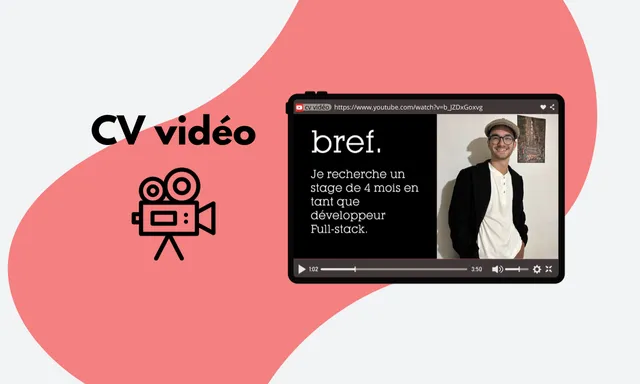 CV vidéo
cv vidéo https://www.youtube.com/watch?v=b_JZDxGoxvg
bref.
Je recherche un
stage de 4 mois en
tant que
développeur
Full-stack.
1:02 3:50